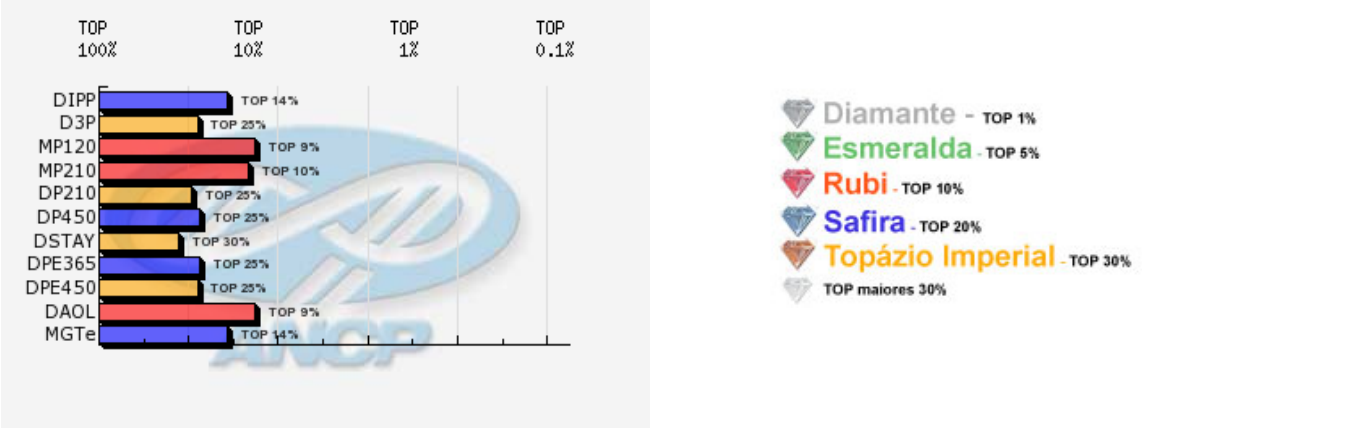 TOP TOP TOP TOP
100% 10% 1% 0.1%
DIPP TOP 14%
D3P TOP 25%
MP120 TOP 9%
MP210 TOP 10%
DP210 TOP 25%
DP450 TOP 25%
DSTAY TOP 30%
DPE365 TOP 25%
DPE450 TOP 25%
DAOL TOP 9%
MGTe TOP 14%
ANCP
Diamante - TOP 1%
Esmeralda - TOP 5%
Rubi - TOP 10%
Safira - TOP 20%
Topázio Imperial - TOP 30%
TOP maiores 30%